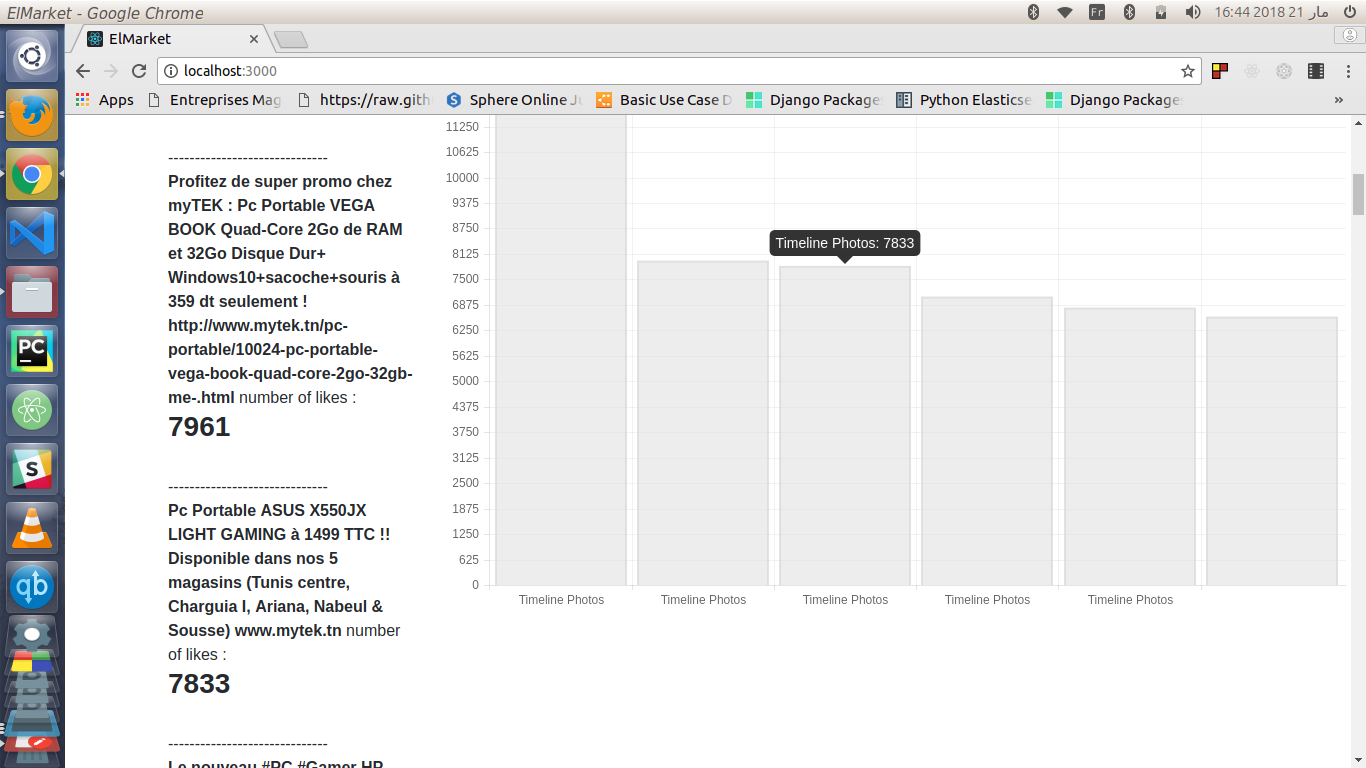 ElMarket - Google Chrome
Fr
16:44 2018 21 مار
ElMarket
localhost:3000
Apps
Entreprises Mag
https://raw.gith
Sphere Online Ju
Basic Use Case D
Django Package
Python Elasticse
Django Package
»
------------------------------
Profitez de super promo chez
myTEK : Pc Portable VEGA
BOOK Quad-Core 2Go de RAM
et 32Go Disque Dur+
Windows10+sacoche+souris à
359 dt seulement !
http://www.mytek.tn/pc-
portable/10024-pc-portable-
vega-book-quad-core-2go-32gb-
me-.html number of likes :
7961
------------------------------
Pc Portable ASUS X550JX
LIGHT GAMING à 1499 TTC !!
Disponible dans nos 5
magasins (Tunis centre,
Charguia I, Ariana, Nabeul &
Sousse) www.mytek.tn number
of likes :
7833
------------------------------
Le nouveau #PC #Gamer HP
11250
10625
10000
9375
8750
8125
7500
6875
6250
5625
5000
4375
3750
3125
2500
1875
1250
625
0
Timeline Photos: 7833
Timeline Photos
Timeline Photos
Timeline Photos
Timeline Photos
Timeline Photos
PC
S
qb